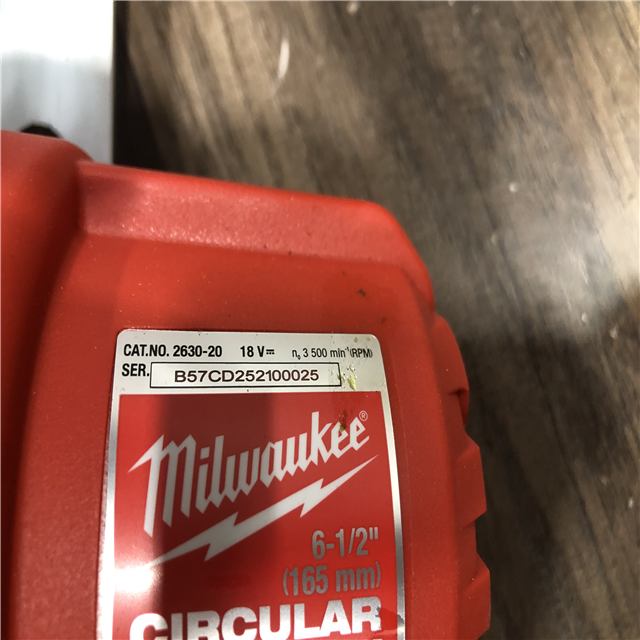 CAT.NO. 2630-20 18 V⎓ n₀ 3 500 min⁻¹(RPM)
SER. B57CD252100025
Milwaukee®
6-1/2"
(165 mm)
CIRCULAR